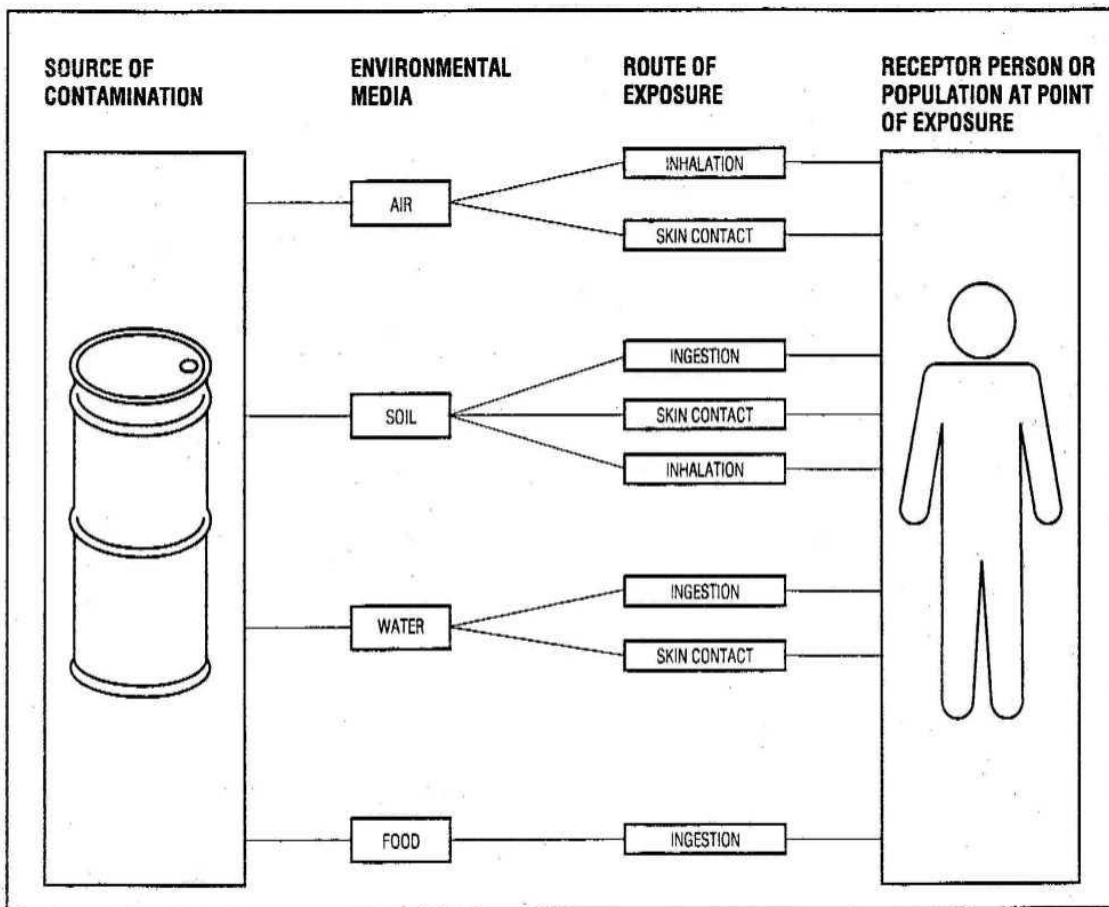 SOURCE OF
CONTAMINATION
ENVIRONMENTAL
MEDIA
ROUTE OF
EXPOSURE
RECEPTOR PERSON OR
POPULATION AT POINT
OF EXPOSURE
AIR
INHALATION
SKIN CONTACT
SOIL
INGESTION
SKIN CONTACT
INHALATION
WATER
INGESTION
SKIN CONTACT
FOOD
INGESTION